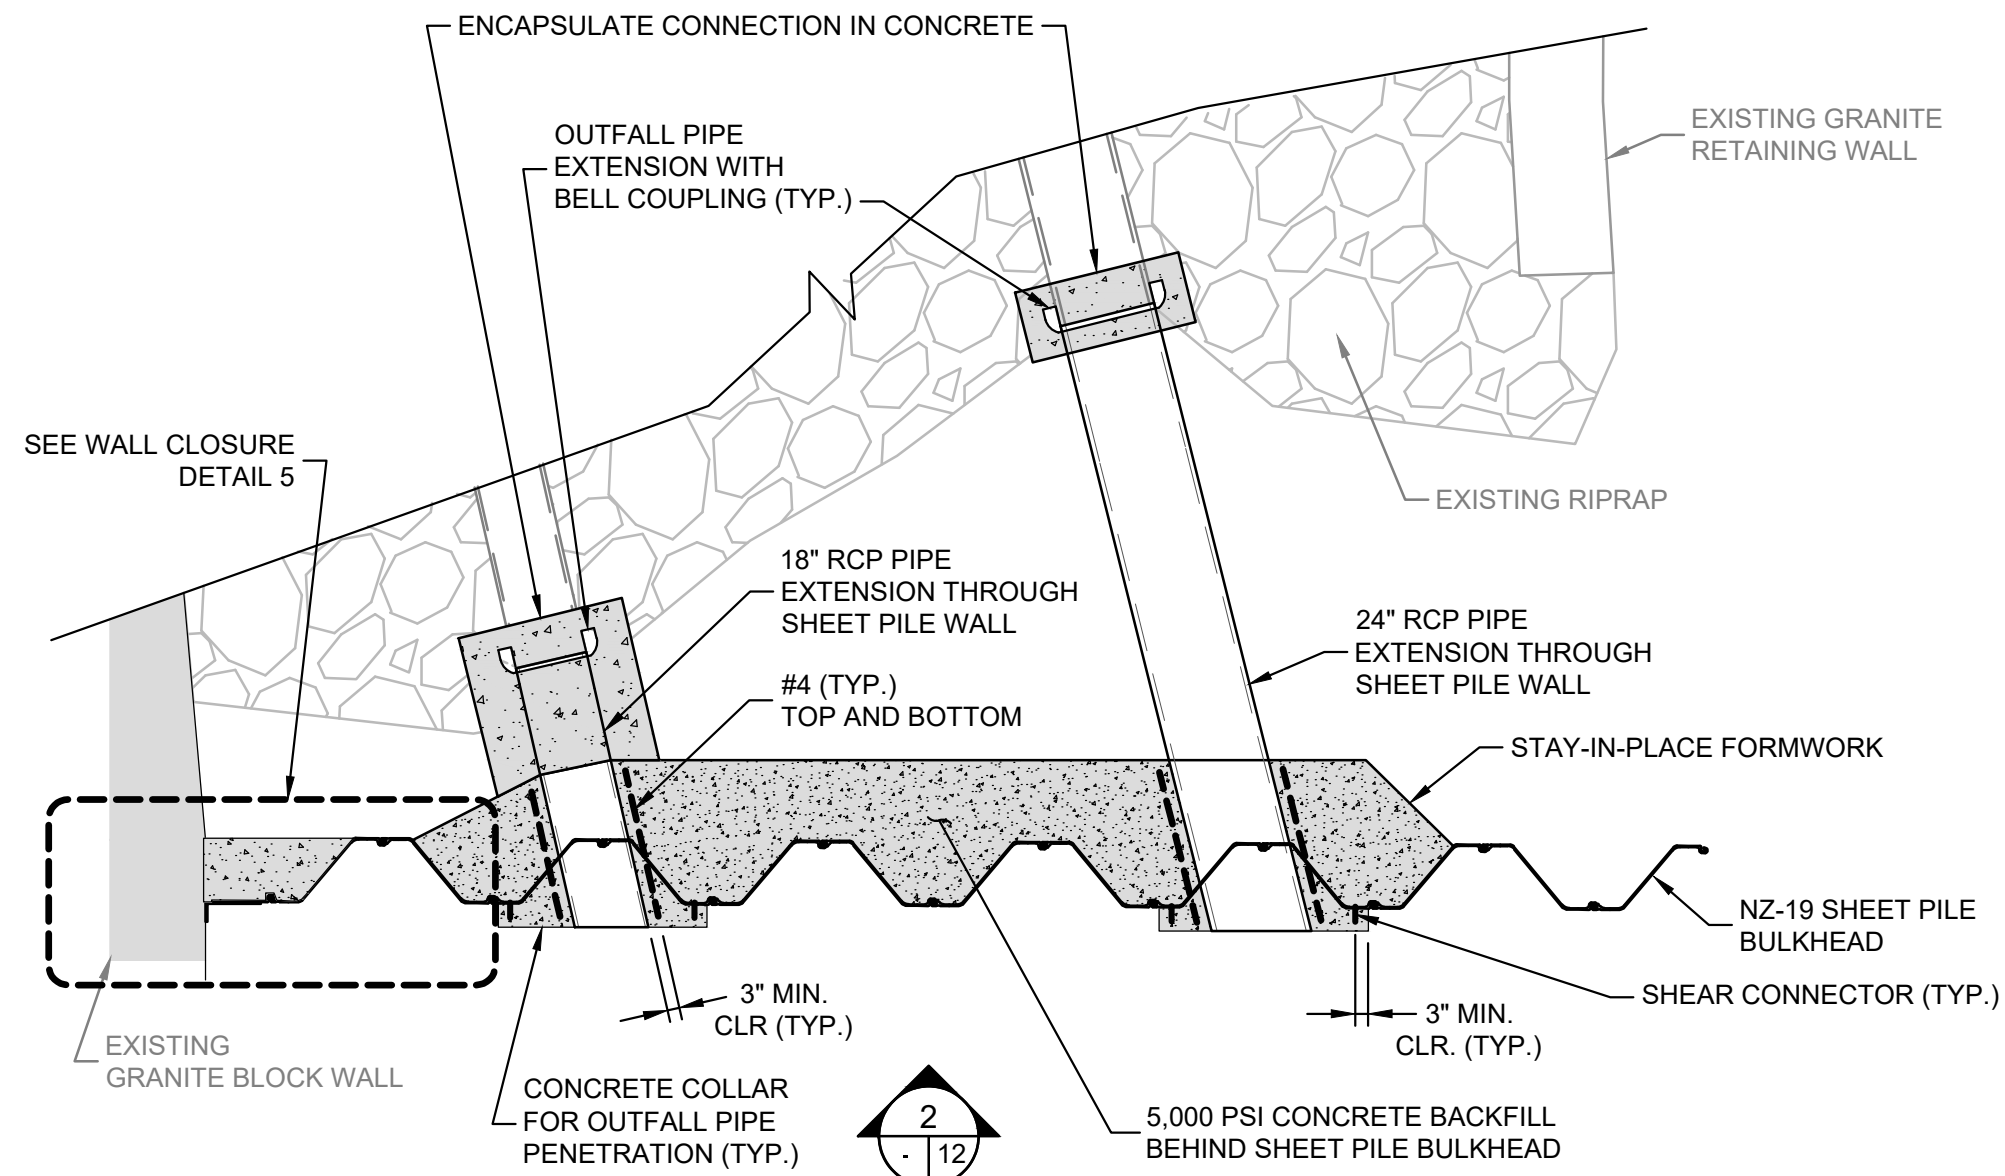 ENCAPSULATE CONNECTION IN CONCRETE
OUTFALL PIPE
EXTENSION WITH
BELL COUPLING (TYP.)
EXISTING GRANITE
RETAINING WALL
SEE WALL CLOSURE
DETAIL 5
EXISTING RIPRAP
18" RCP PIPE
EXTENSION THROUGH
SHEET PILE WALL
24" RCP PIPE
EXTENSION THROUGH
SHEET PILE WALL
#4 (TYP.)
TOP AND BOTTOM
STAY-IN-PLACE FORMWORK
NZ-19 SHEET PILE
BULKHEAD
SHEAR CONNECTOR (TYP.)
3" MIN.
CLR (TYP.)
3" MIN.
CLR. (TYP.)
EXISTING
GRANITE BLOCK WALL
CONCRETE COLLAR
FOR OUTFALL PIPE
PENETRATION (TYP.)
2
- 12
5,000 PSI CONCRETE BACKFILL
BEHIND SHEET PILE BULKHEAD